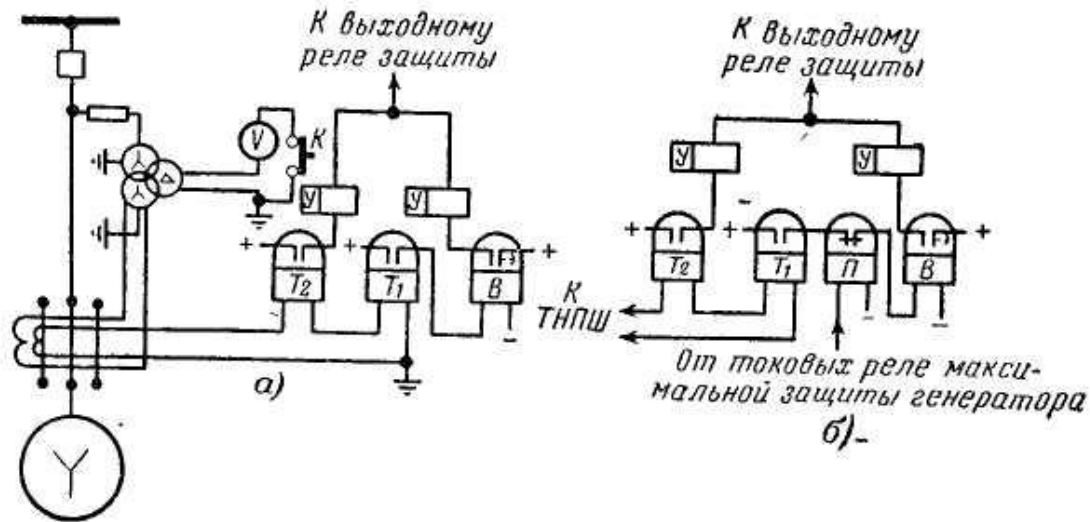 К выходному
реле защиты
V
К
У
У
+
Т₂
+
Т₁
В
+
-
а)
К выходному
реле защиты
У
У
+
Т₂
-
+
Т₁
П
-
В
+
-
К
ТНПШ
От токовых реле макси-
мальной защиты генератора
б)-